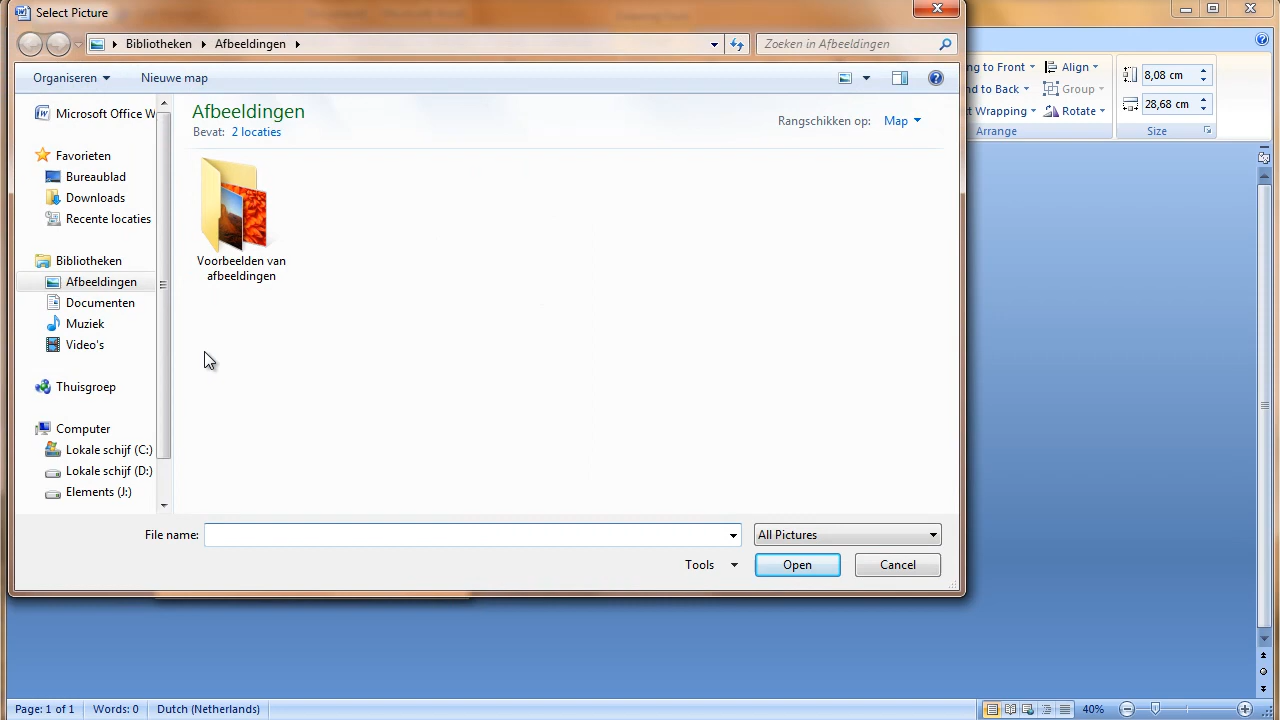 Select Picture
Bibliotheken Afbeeldingen
Zoeken in Afbeeldingen
Organiseren Nieuwe map
Microsoft Office W
Favorieten
Bureaublad
Downloads
Recente locaties
Bibliotheken
Afbeeldingen
Documenten
Muziek
Video's
Thuisgroep
Computer
Lokale schijf (C:)
Lokale schijf (D:)
Elements (J:)
Afbeeldingen
Bevat: 2 locaties
Rangschikken op: Map
Voorbeelden van
afbeeldingen
File name:
All Pictures
Tools
Open Cancel
ng to Front Align
nd to Back Group
t Wrapping Rotate
Arrange
8,08 cm
28,68 cm
Size
Page: 1 of 1 Words: 0 Dutch (Netherlands)
40%